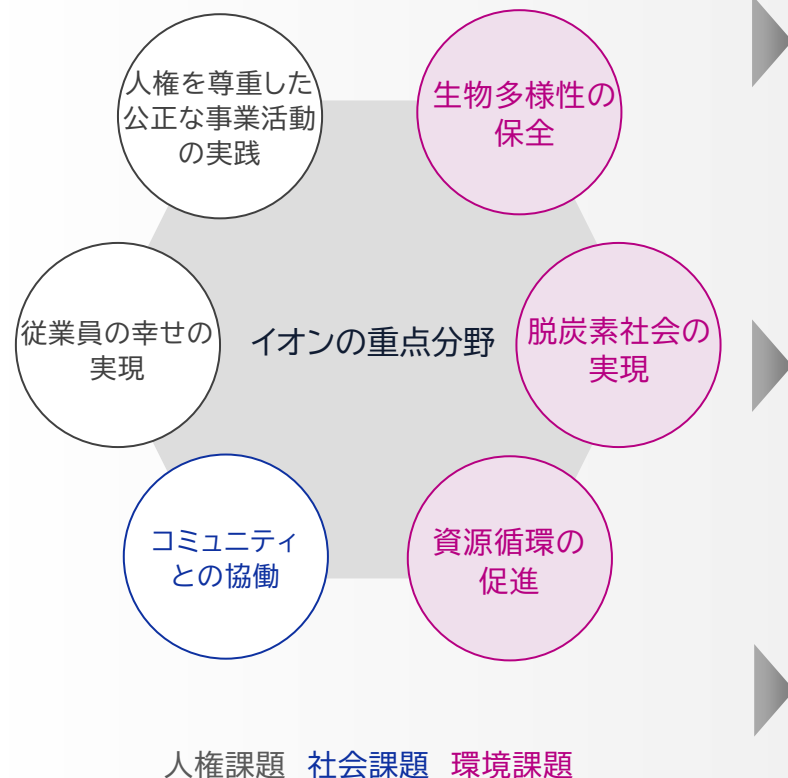 人権を尊重した
公正な事業活動
の実践
生物多様性の
保全
従業員の幸せの
実現
イオンの重点分野
脱炭素社会の
実現
コミュニティ
との協働
資源循環の
促進
人権課題 社会課題 環境課題